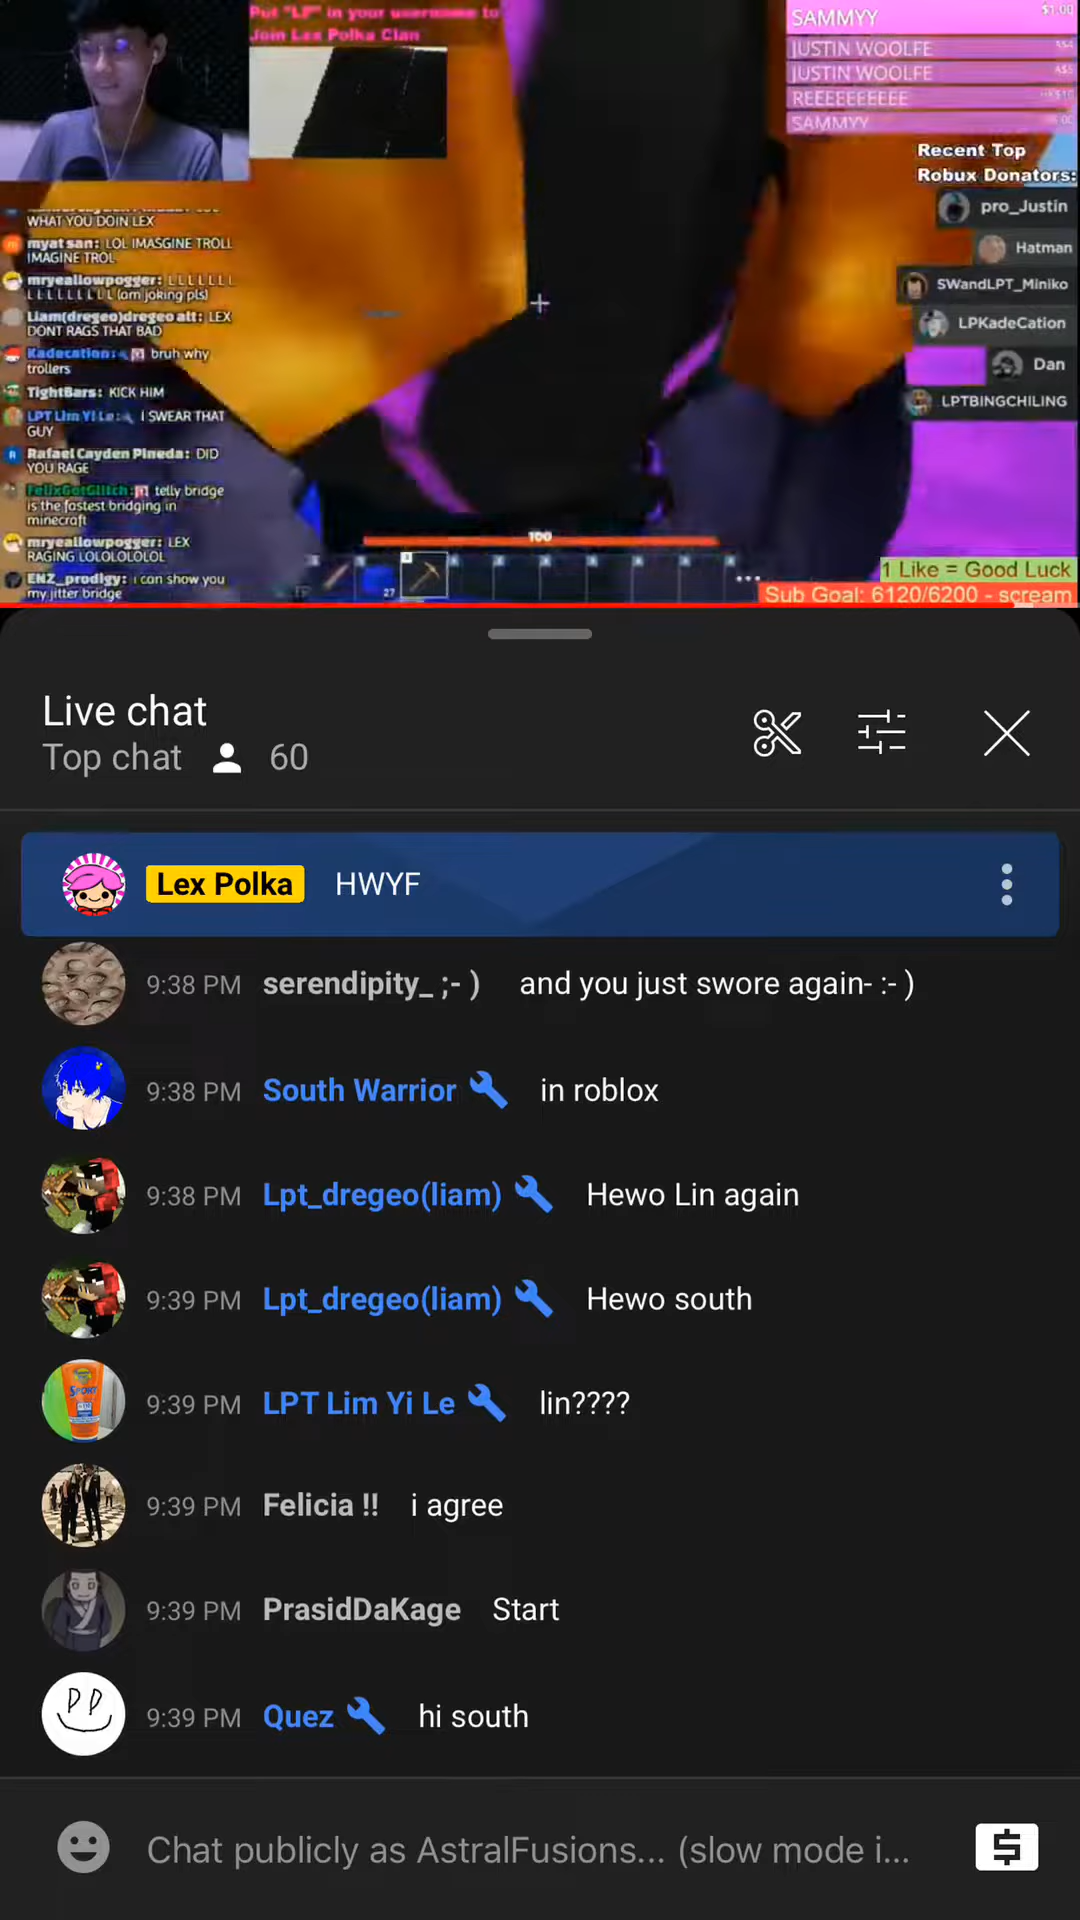 Put "LP" in your username to
Join Lex Polka Clan
SAMMYY $1.00
JUSTIN WOOLFE
JUSTIN WOOLFE
REEEEEEEEEE
SAMMYY
Recent Top
Robux Donators:
pro_Justin
Hatman
SWandLPT_Miniko
LPKadeCation
Dan
LPTBINGCHILING
WHAT YOU DOIN LEX
myat san: LOL IMASGINE TROLL
IMAGINE TROL
mryeallowpogger: L L L L L L L
L L L L L L L L L (am joking pls)
Liam(dregeo)dregeo alt: LEX
DONT RAGS THAT BAD
Kadecation: bruh why
trollers
TightBars: KICK HIM
LPT Lim Yi Le: I SWEAR THAT
GUY
Rafael Cayden Pineda: DID
YOU RAGE
FelixGotGlitch: telly bridge
is the fastest bridging in
minecraft
mryeallowpogger: LEX
RAGING LOLOLOLOLOL
ENZ_prodigy: i can show you
my jitter bridge
100
27
1 Like = Good Luck
Sub Goal: 6120/6200 - scream
Live chat
Top chat 60
Lex Polka HWYF
9:38 PM serendipity_ ;- ) and you just swore again- :- )
9:38 PM South Warrior in roblox
9:38 PM Lpt_dregeo(liam) Hewo Lin again
9:39 PM Lpt_dregeo(liam) Hewo south
9:39 PM LPT Lim Yi Le lin????
9:39 PM Felicia !! i agree
9:39 PM PrasidDaKage Start
9:39 PM Quez hi south
Chat publicly as AstralFusions... (slow mode i...